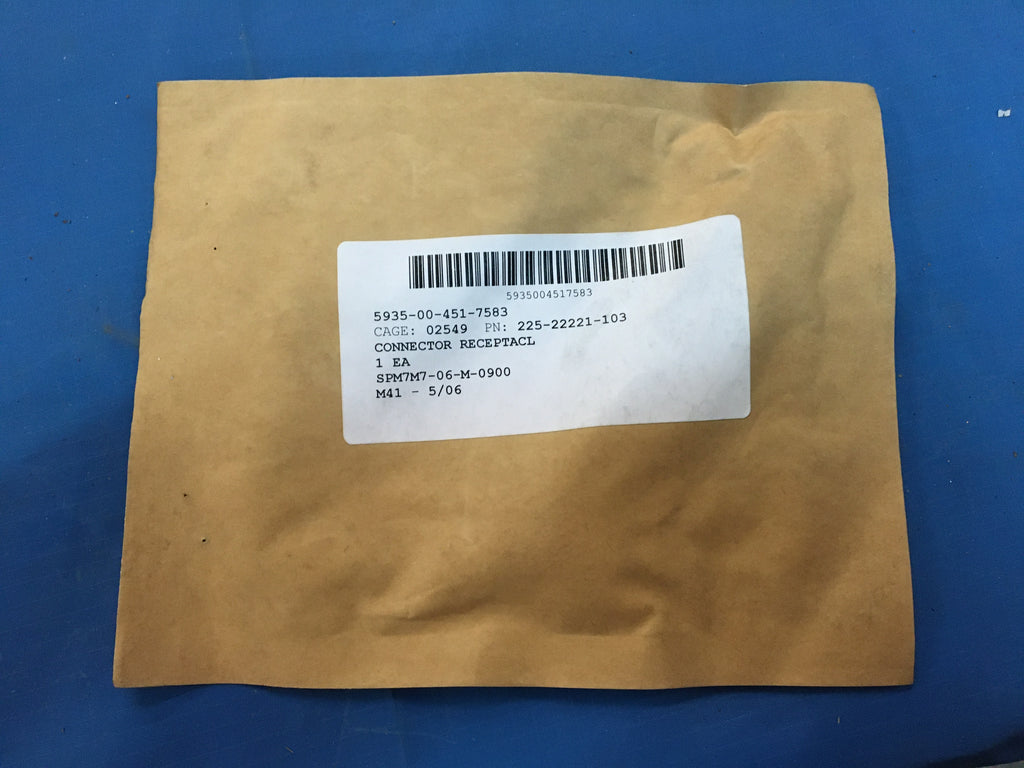 5935004517583
5935-00-451-7583
CAGE: 02549 PN: 225-22221-103
CONNECTOR RECEPTACL
1 EA
SPM7M7-06-M-0900
M41 - 5/06